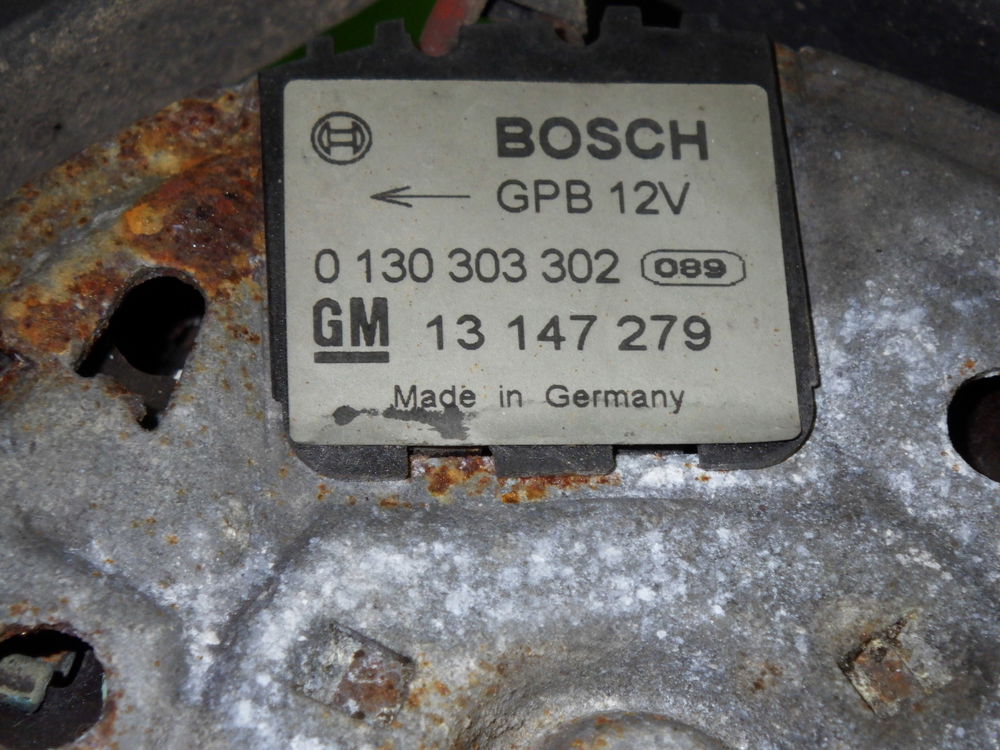 BOSCH
GPB 12V
0 130 303 302 089
GM 13 147 279
Made in Germany